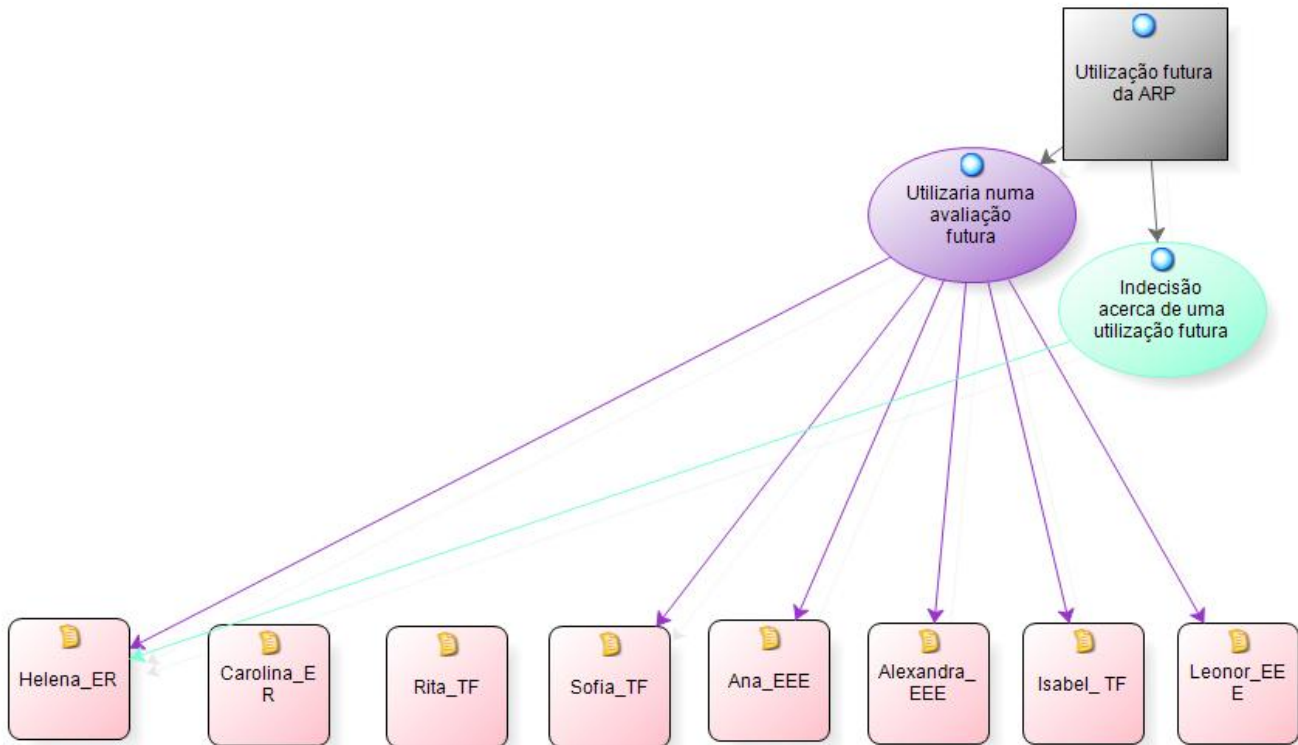 Utilização futura
da ARP
Utilizaria numa
avaliação
futura
Indecisão
acerca de uma
utilização futura
Helena_ER
Carolina_E
R
Rita_TF
Sofia_TF
Ana_EEE
Alexandra_
EEE
Isabel_ TF
Leonor_EE
E